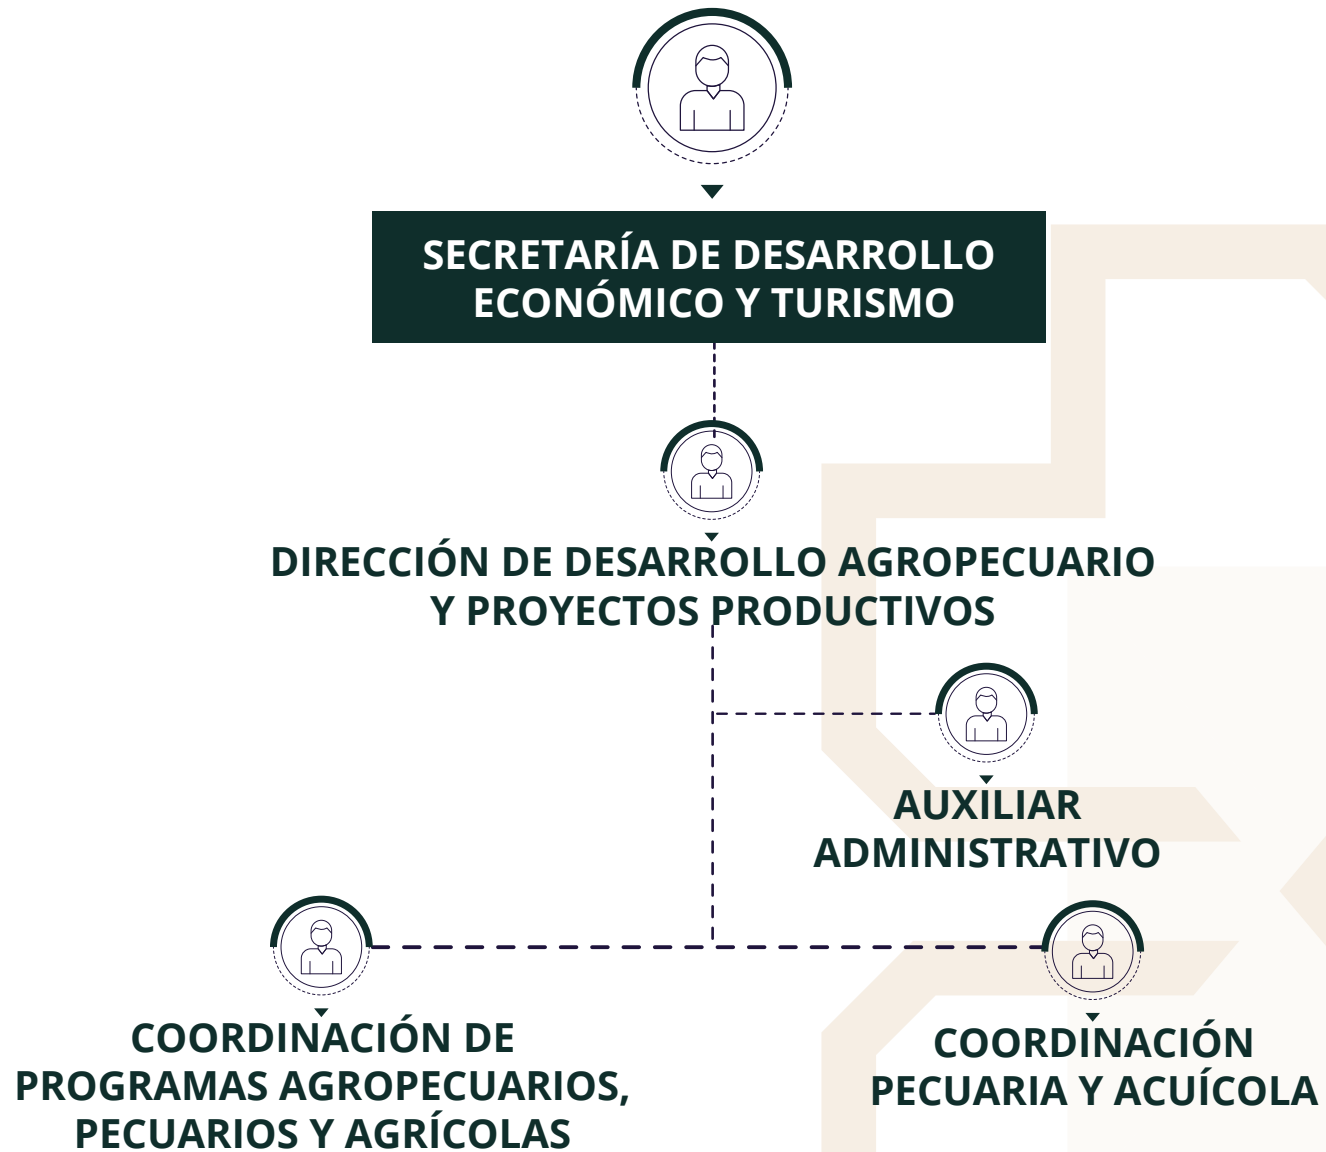 SECRETARÍA DE DESARROLLO
ECONÓMICO Y TURISMO
DIRECCIÓN DE DESARROLLO AGROPECUARIO
Y PROYECTOS PRODUCTIVOS
AUXILIAR
ADMINISTRATIVO
COORDINACIÓN DE
PROGRAMAS AGROPECUARIOS,
PECUARIOS Y AGRÍCOLAS
COORDINACIÓN
PECUARIA Y ACUÍCOLA